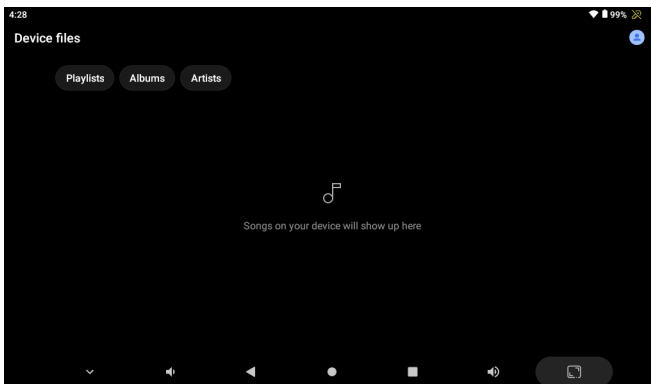 4:28
99%
Device files
Playlists
Albums
Artists
Songs on your device will show up here